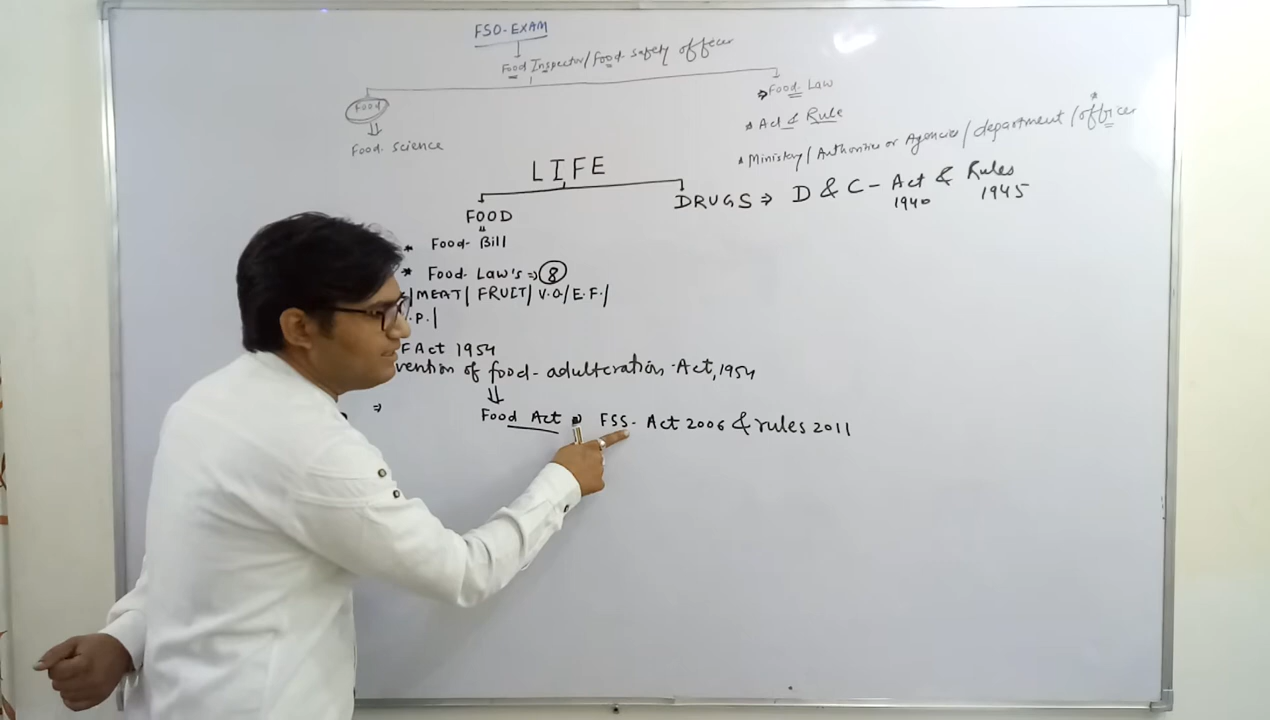 FSO-EXAM
Food Inspector/Food safety officer
Food
Food Law
Food science
* Act & Rule
* Ministry/Authorities or Agencies/department/officer
LIFE
FOOD
DRUGS ⇒ D & C - Act & Rules
1940 1945
* Food-Bill
* Food-Law's ⇒ 8
/MEAT/FRUIT/V.O/E.F./
.P./
F Act 1954
vention of food-adulteration-Act, 1954
Food Act ⇒ FSS-Act 2006 & rules 2011